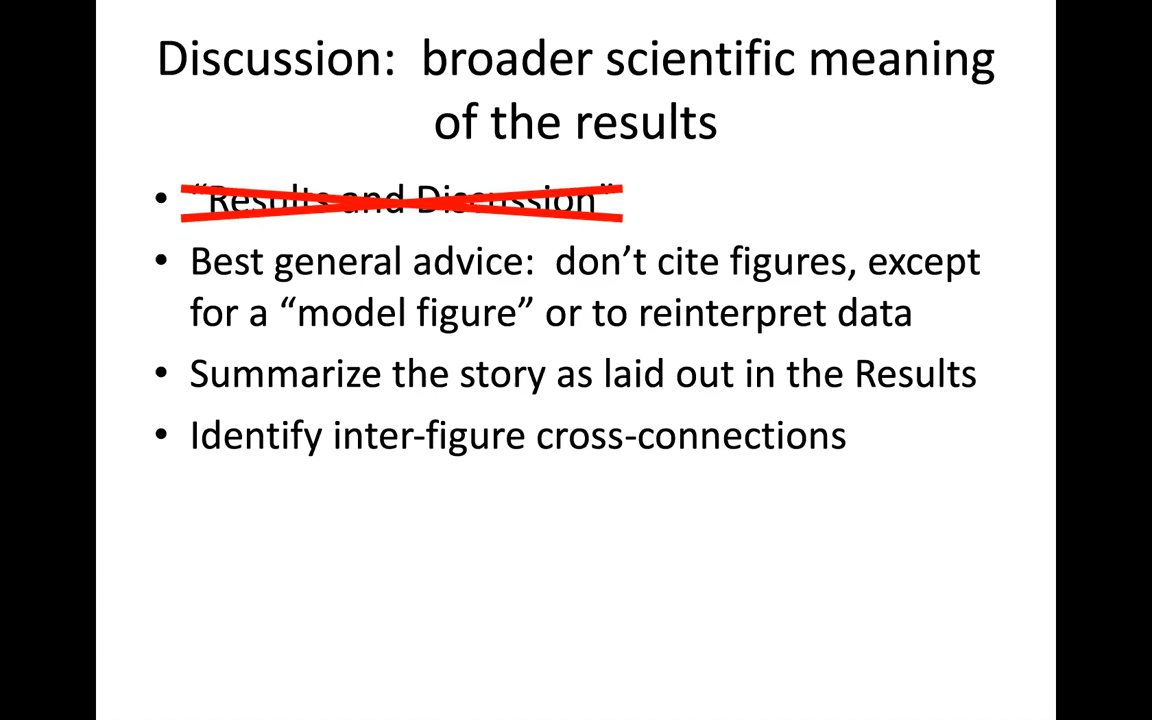 Discussion:  broader scientific meaning
of the results
• “Results and Discussion”
• Best general advice:  don’t cite figures, except
for a “model figure” or to reinterpret data
• Summarize the story as laid out in the Results
• Identify inter-figure cross-connections